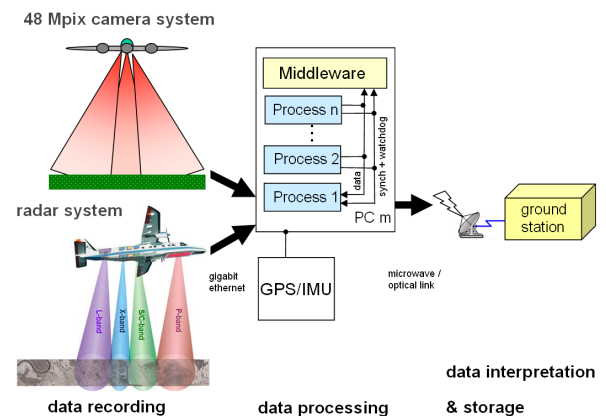 48 Mpix camera system
Middleware
Process n
Process 2
Process 1
data
synch + watchdog
PC m
radar system
L-band
X-band
S/C-band
P-band
gigabit
ethernet
GPS/IMU
microwave /
optical link
ground
station
data recording
data processing
data interpretation
& storage